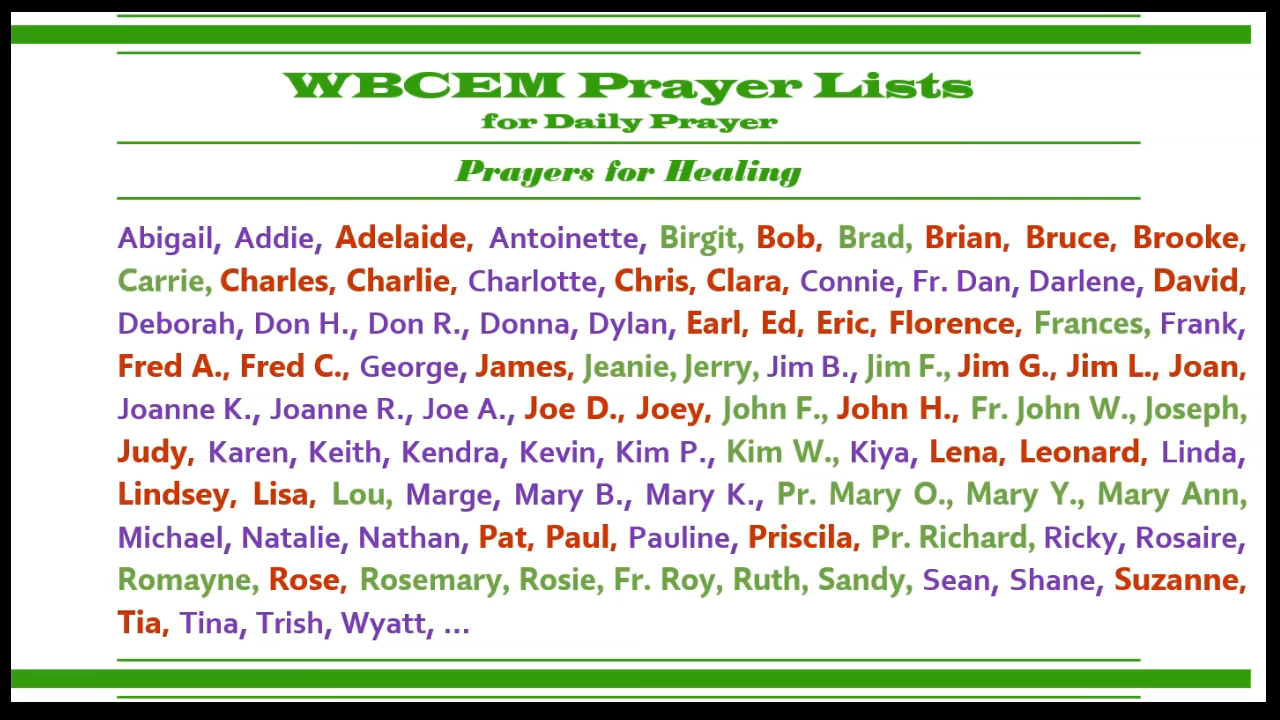 WBCEM Prayer Lists
for Daily Prayer
Prayers for Healing
Abigail, Addie, Adelaide, Antoinette, Birgit, Bob, Brad, Brian, Bruce, Brooke,
Carrie, Charles, Charlie, Charlotte, Chris, Clara, Connie, Fr. Dan, Darlene, David,
Deborah, Don H., Don R., Donna, Dylan, Earl, Ed, Eric, Florence, Frances, Frank,
Fred A., Fred C., George, James, Jeanie, Jerry, Jim B., Jim F., Jim G., Jim L., Joan,
Joanne K., Joanne R., Joe A., Joe D., Joey, John F., John H., Fr. John W., Joseph,
Judy, Karen, Keith, Kendra, Kevin, Kim P., Kim W., Kiya, Lena, Leonard, Linda,
Lindsey, Lisa, Lou, Marge, Mary B., Mary K., Pr. Mary O., Mary Y., Mary Ann,
Michael, Natalie, Nathan, Pat, Paul, Pauline, Priscila, Pr. Richard, Ricky, Rosaire,
Romayne, Rose, Rosemary, Rosie, Fr. Roy, Ruth, Sandy, Sean, Shane, Suzanne,
Tia, Tina, Trish, Wyatt, ...